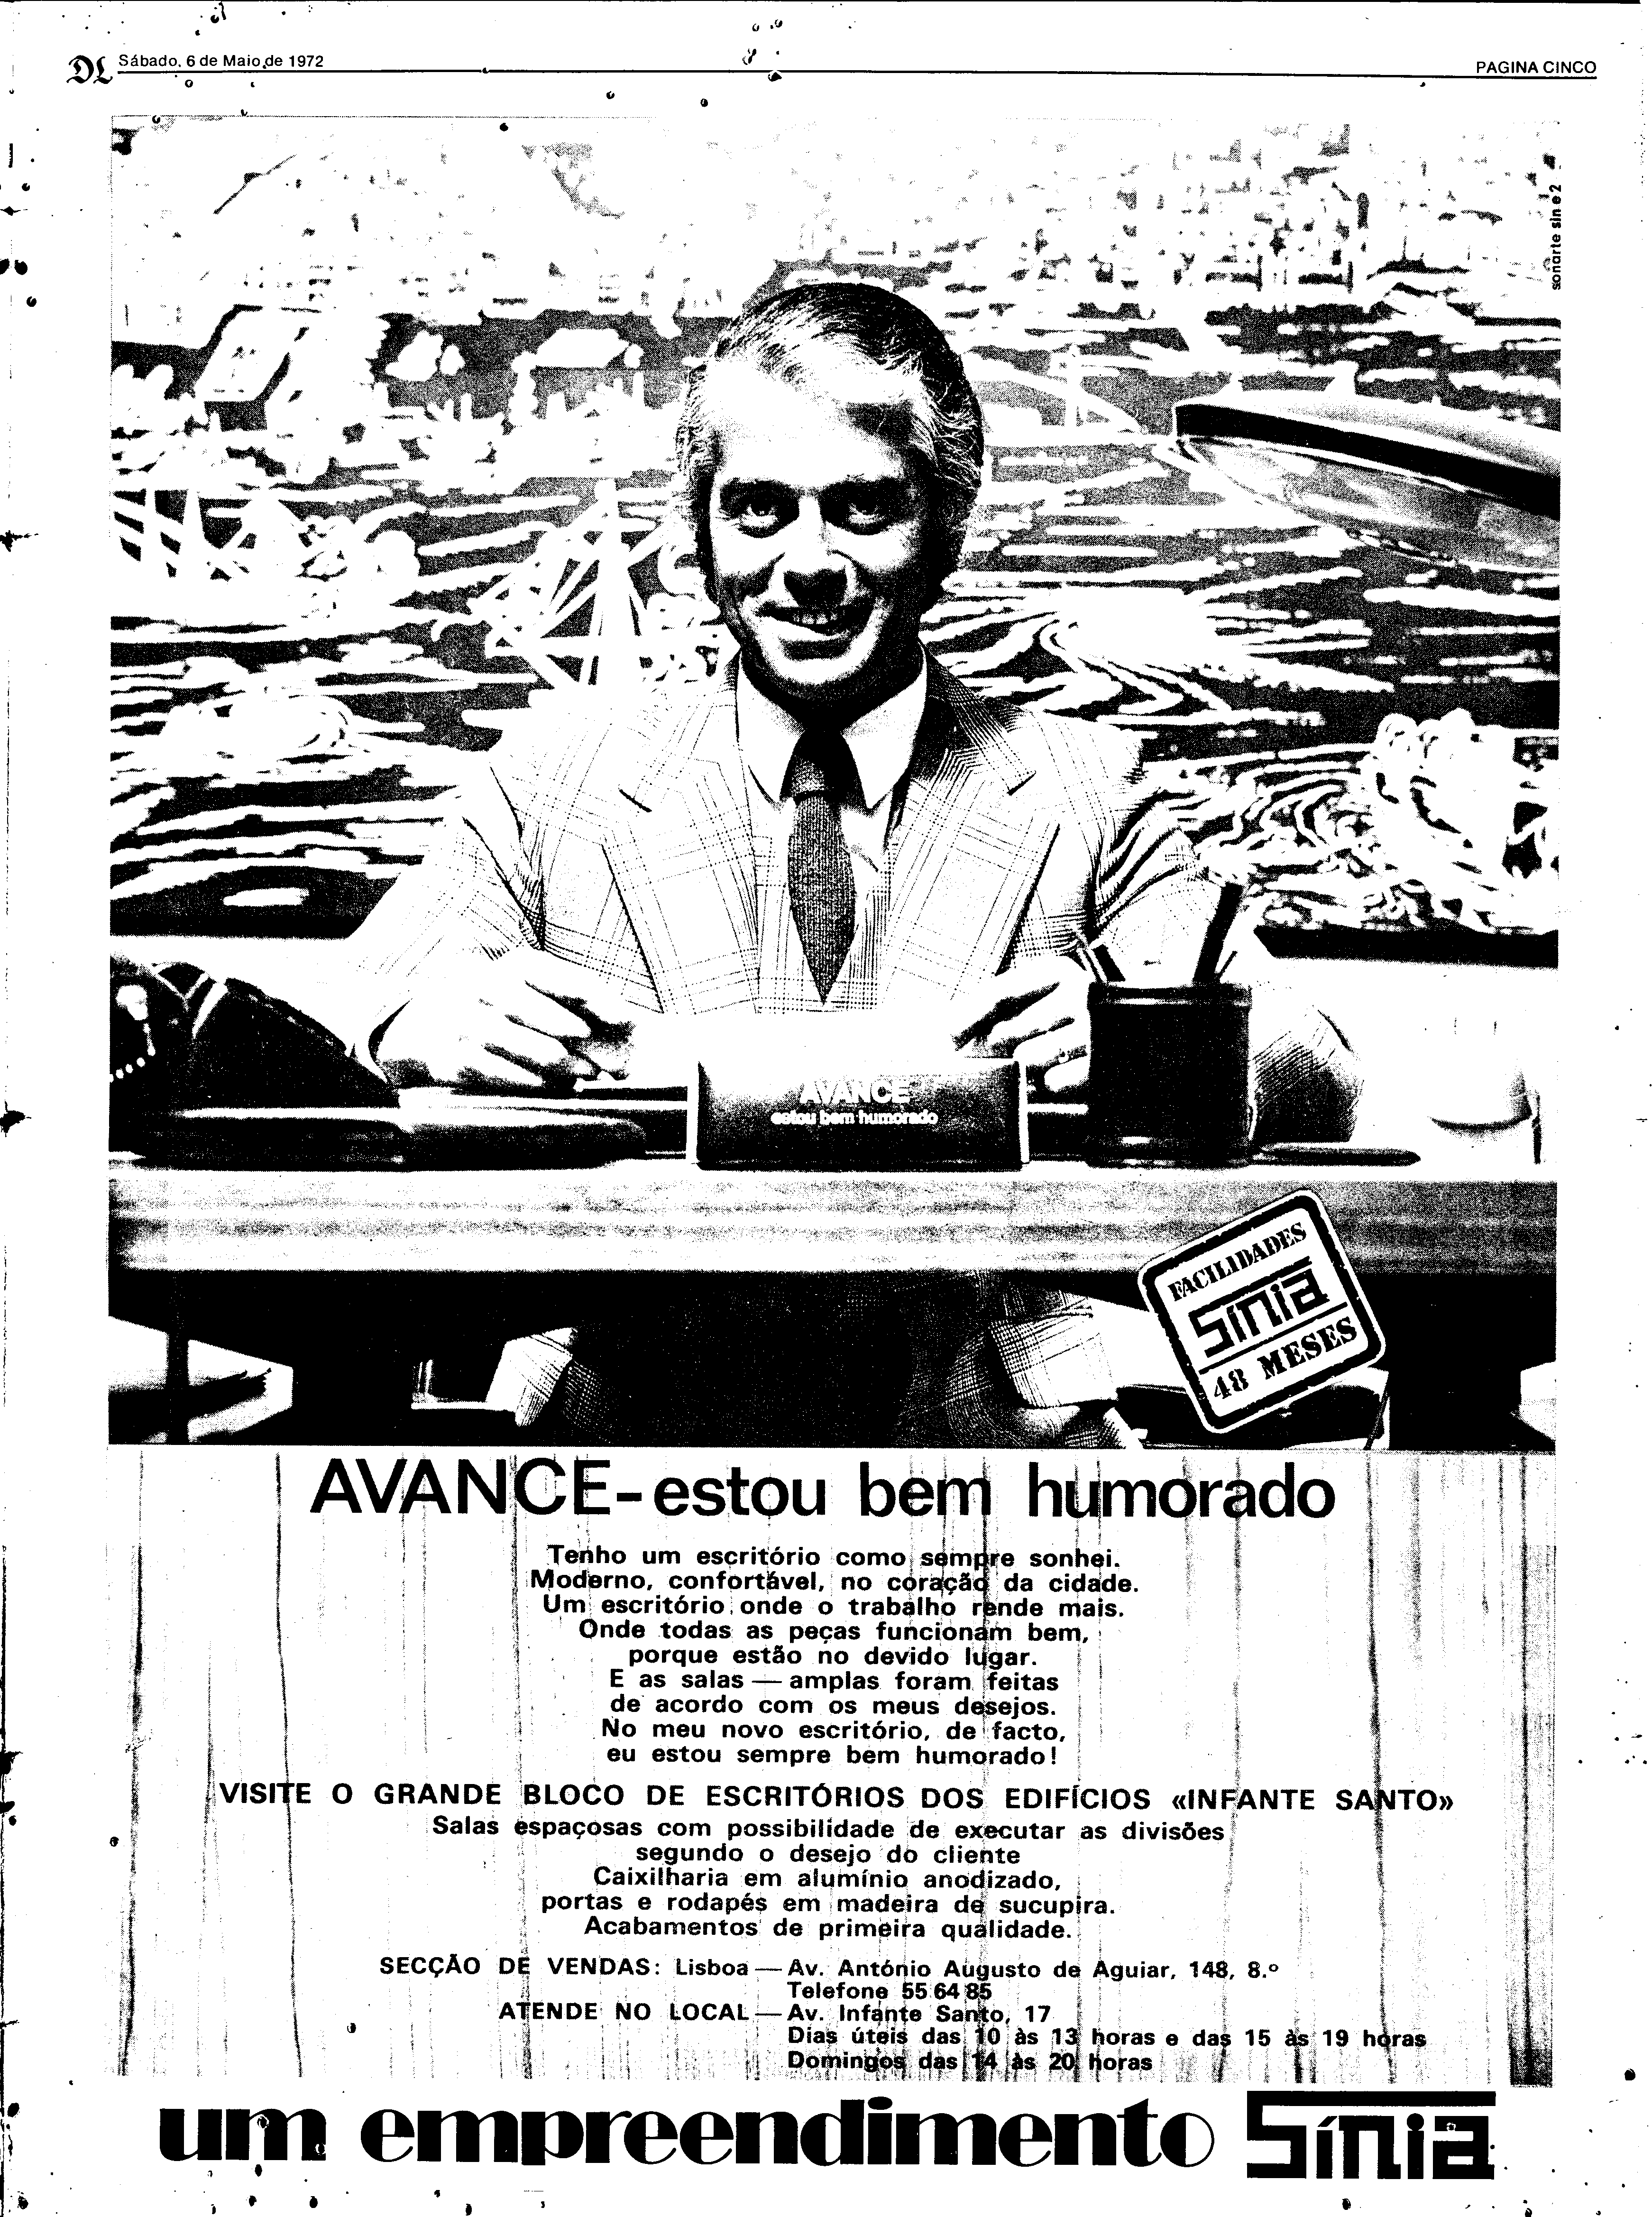 DL Sábado, 6 de Maio de 1972
PAGINA CINCO
sonarte sin e 2
AVANCE
estou bem humorado
FACILIDADES
Sínia
48 MESES
AVANCE-estou bem humorado
Tenho um escritório como sempre sonhei.
Moderno, confortável, no coração da cidade.
Um escritório onde o trabalho rende mais.
Onde todas as peças funcionam bem,
porque estão no devido lugar.
E as salas — amplas foram feitas
de acordo com os meus desejos.
No meu novo escritório, de facto,
eu estou sempre bem humorado!
VISITE O GRANDE BLOCO DE ESCRITÓRIOS DOS EDIFÍCIOS «INFANTE SANTO»
Salas espaçosas com possibilidade de executar as divisões
segundo o desejo do cliente
Caixilharia em alumínio anodizado,
portas e rodapés em madeira de sucupira.
Acabamentos de primeira qualidade.
SECÇÃO DE VENDAS: Lisboa — Av. António Augusto de Aguiar, 148, 8.º
Telefone 55 64 85
ATENDE NO LOCAL — Av. Infante Santo, 17
Dias úteis das 10 às 13 horas e das 15 às 19 horas
Domingos das 14 às 20 horas
um empreendimento Sínia